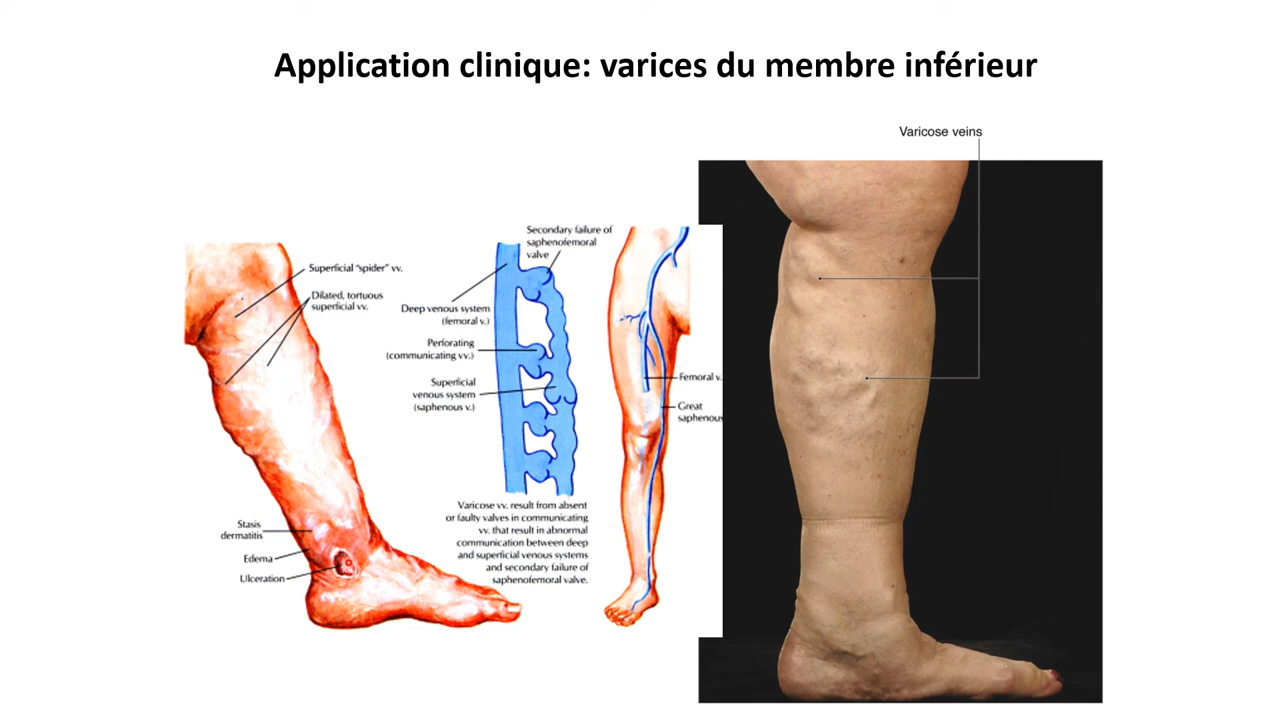 Application clinique: varices du membre inférieur
Varicose veins
Superficial "spider" vv.
Dilated, tortuous
superficial vv.
Stasis
dermatitis
Edema
Ulceration
Secondary failure of
saphenofemoral
valve
Deep venous system
(femoral v.)
Perforating
(communicating vv.)
Superficial
venous system
(saphenous v.)
Varicose vv. result from absent
or faulty valves in communicating
vv. that result in abnormal
communication between deep
and superficial venous systems
and secondary failure of
saphenofemoral valve.
Femoral v.
Great
saphenous